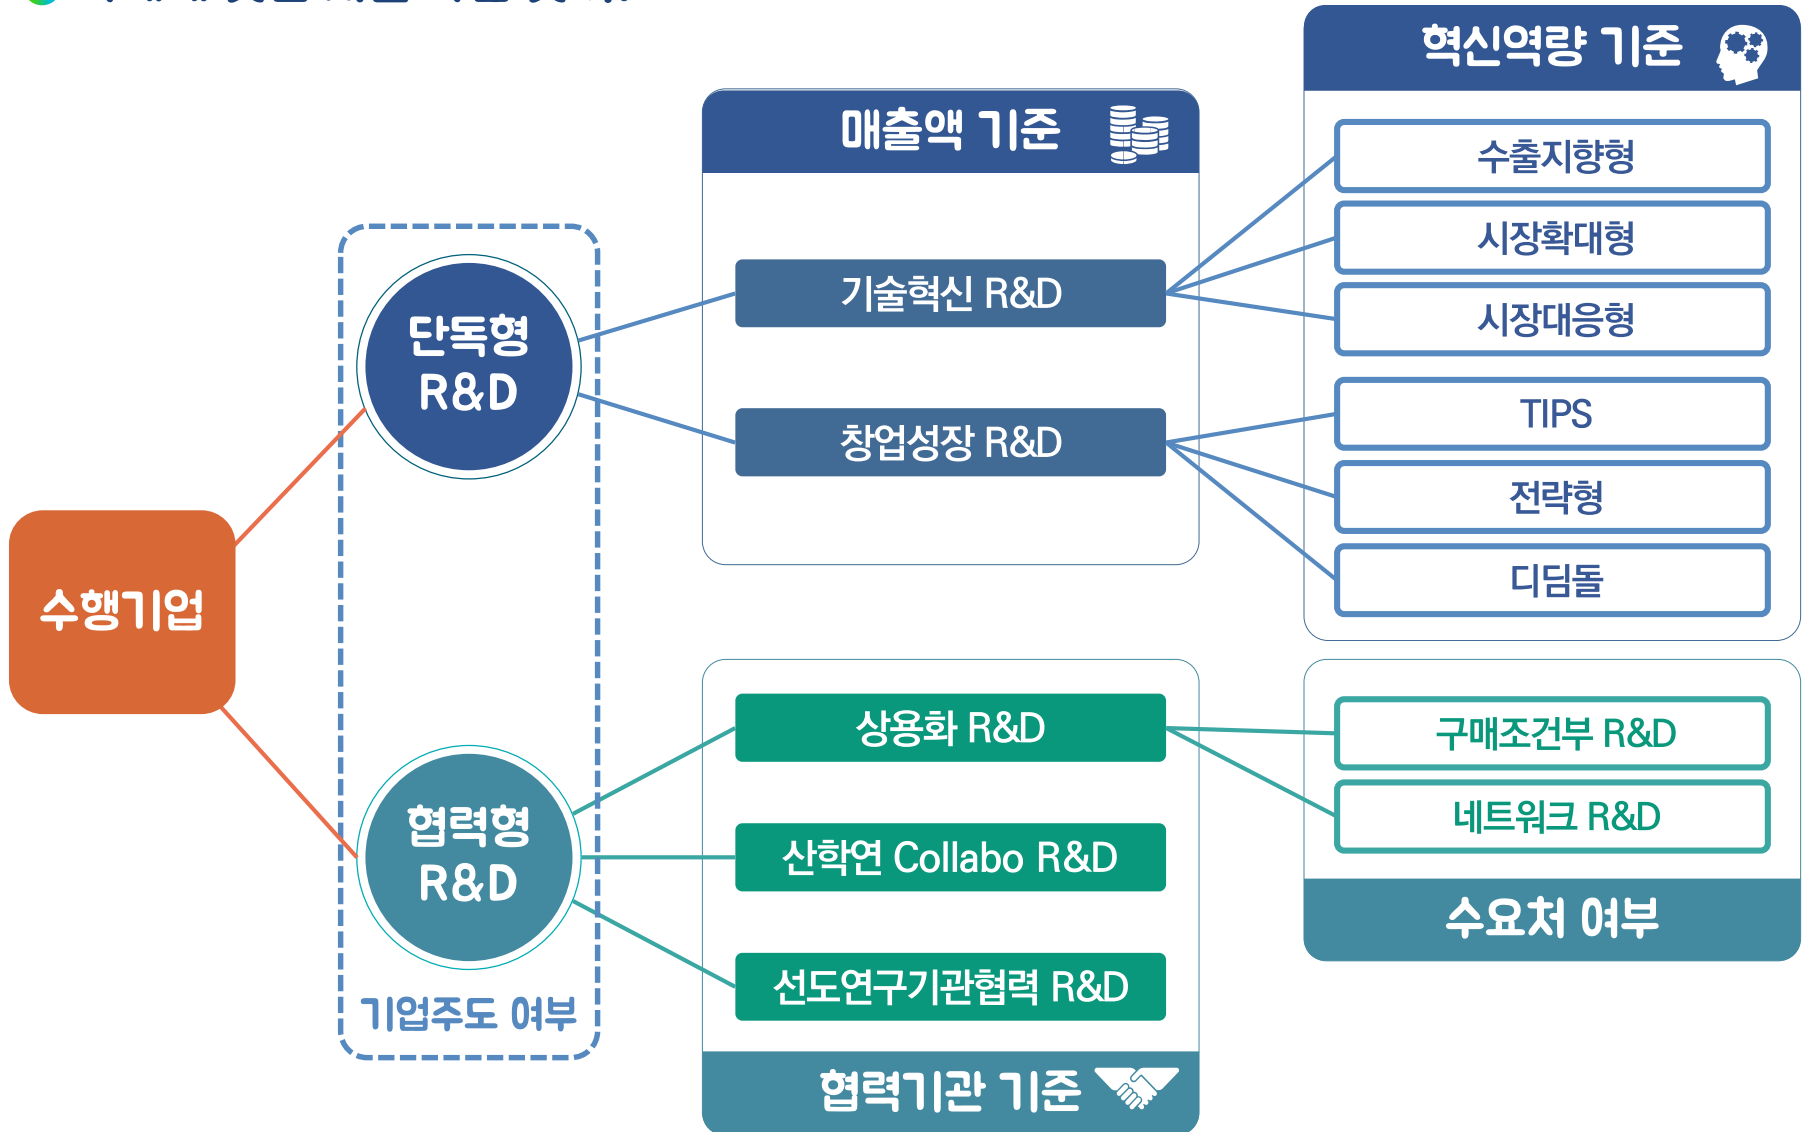 혁신역량 기준
매출액 기준
수출지향형
시장확대형
기술혁신 R&D
시장대응형
단독형
R&D
TIPS
창업성장 R&D
전략형
디딤돌
수행기업
상용화 R&D
구매조건부 R&D
네트워크 R&D
협력형
R&D
산학연 Collabo R&D
수요처 여부
선도연구기관협력 R&D
기업주도 여부
협력기관 기준